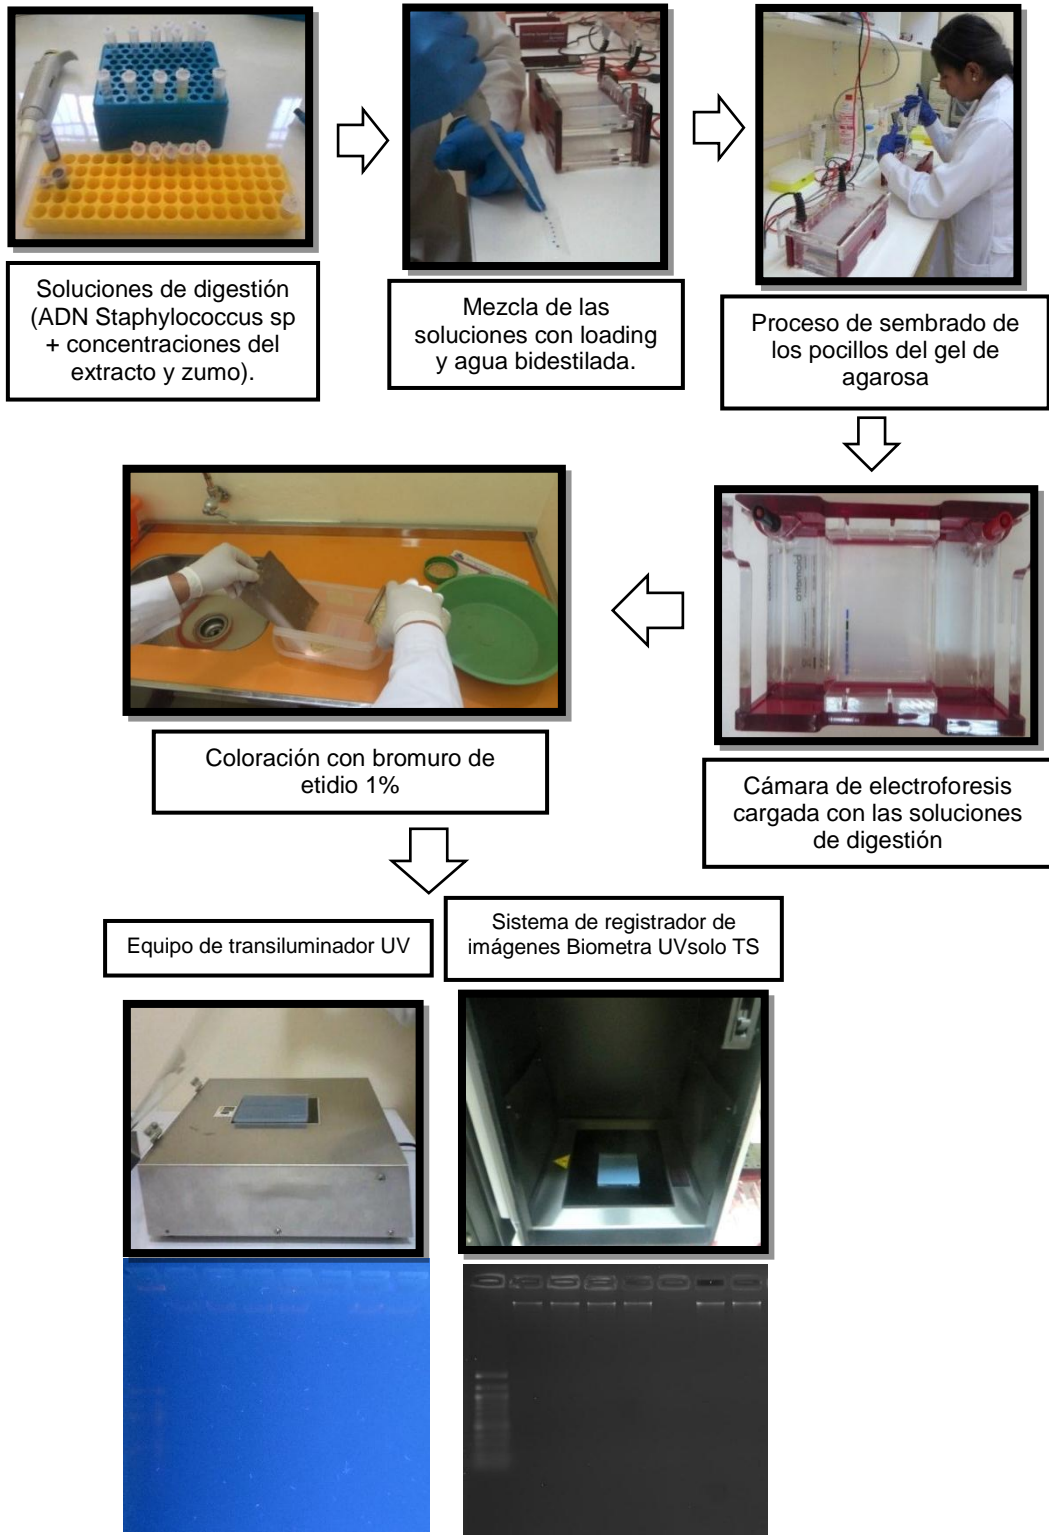 Soluciones de digestión
(ADN Staphylococcus sp
+ concentraciones del
extracto y zumo).
Mezcla de las
soluciones con loading
y agua bidestilada.
Proceso de sembrado de
los pocillos del gel de
agarosa
Cámara de electroforesis
cargada con las soluciones
de digestión
Coloración con bromuro de
etidio 1%
Equipo de transiluminador UV
Sistema de registrador de
imágenes Biometra UVsolo TS